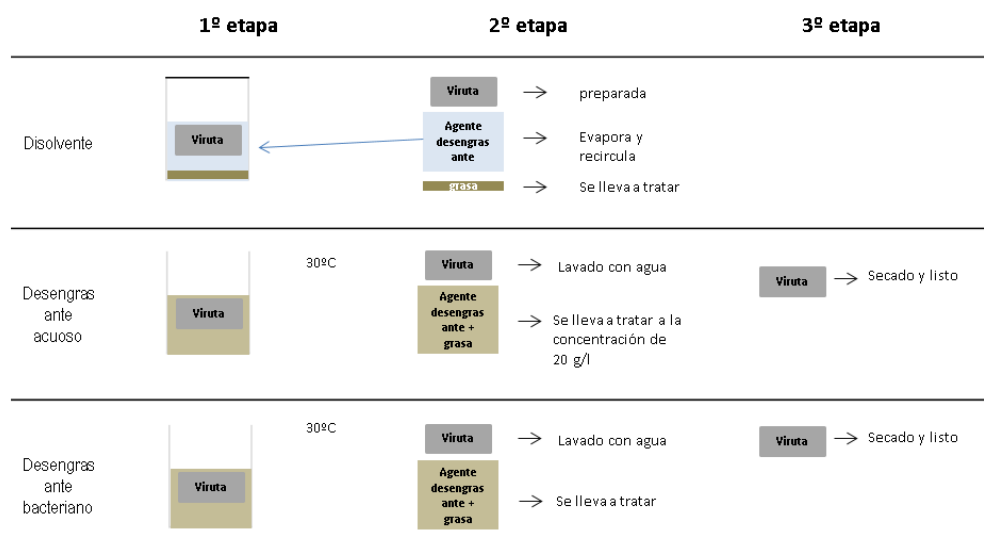 1º etapa
2º etapa
3º etapa
Disolvente
Viruta
Viruta
preparada
Agente
desengras
ante
Evapora y
recircula
grasa
Se lleva a tratar
Desengras
ante
acuoso
Viruta
30ºC
Viruta
Lavado con agua
Agente
desengras
ante +
grasa
Se lleva a tratar a la
concentración de
20 g/l
Viruta
Secado y listo
Desengras
ante
bacteriano
Viruta
30ºC
Viruta
Lavado con agua
Agente
desengras
ante +
grasa
Se lleva a tratar
Viruta
Secado y listo